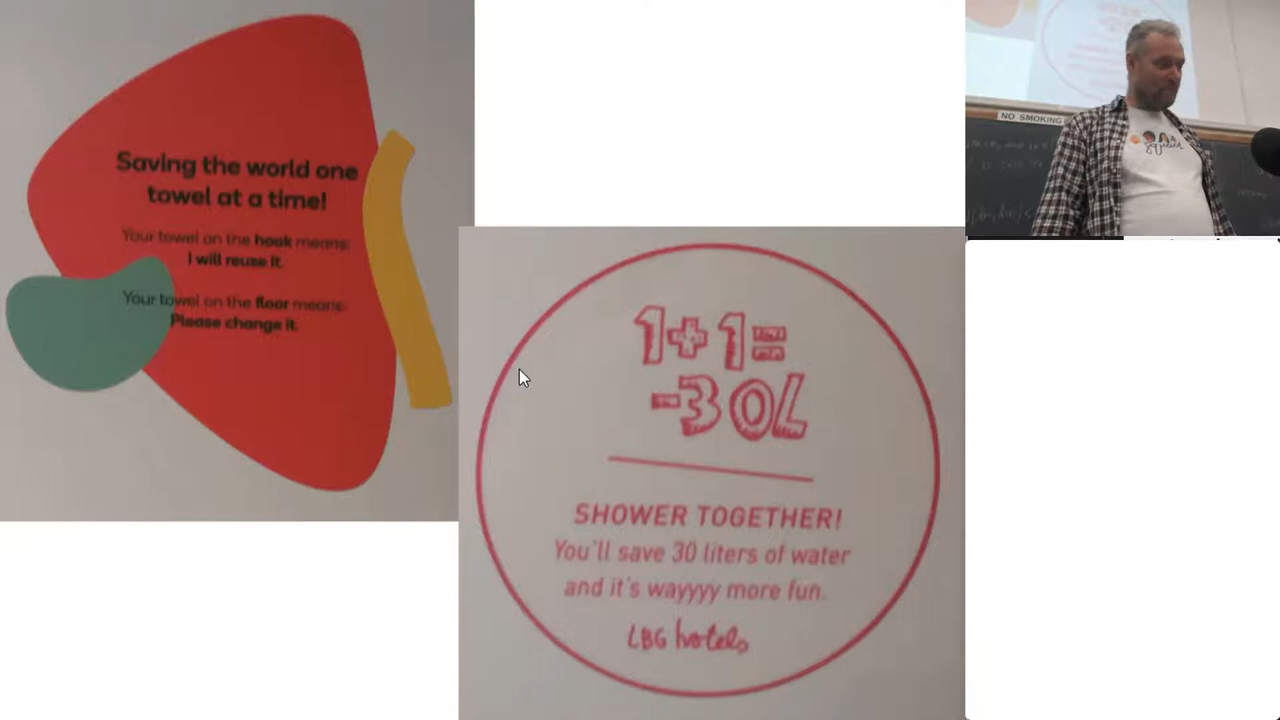 Saving the world one
towel at a time!
Your towel on the hook means:
I will reuse it.
Your towel on the floor means:
Please change it.
1+1=
-30L
SHOWER TOGETHER!
You'll save 30 liters of water
and it's wayyyy more fun.
LBG hotels
NO SMOKING